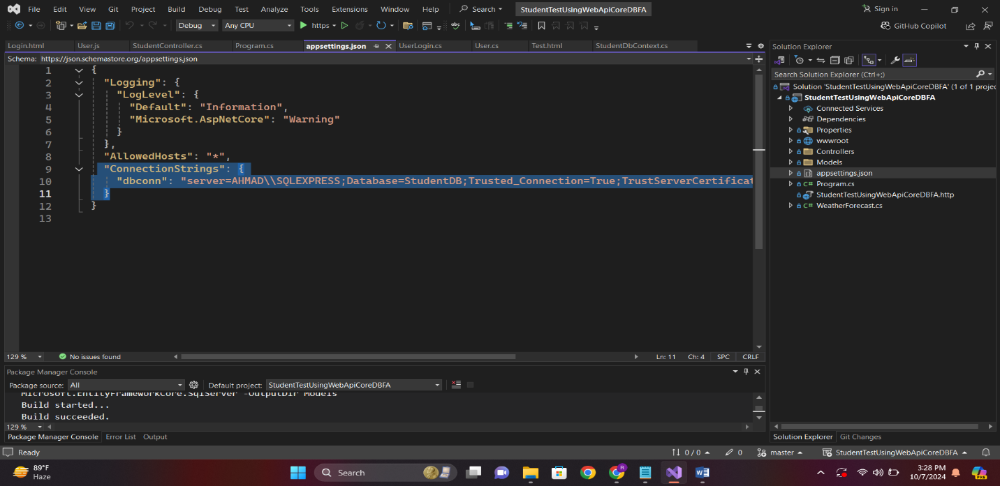 File Edit View Git Project Build Debug Test Analyze Tools Extensions Window Help Search StudentTestUsingWebApiCoreDBFA Sign in
Debug Any CPU https GitHub Copilot
Login.html User.js StudentController.cs Program.cs appsettings.json UserLogin.cs User.cs Test.html StudentDbContext.cs
Schema: https://json.schemastore.org/appsettings.json
1 {
2 "Logging": {
3 "LogLevel": {
4 "Default": "Information",
5 "Microsoft.AspNetCore": "Warning"
6 }
7 },
8 "AllowedHosts": "*",
9 "ConnectionStrings": {
10 "dbconn": "server=AHMAD\\SQLEXPRESS;Database=StudentDB;Trusted_Connection=True;TrustServerCertificat
11 }
12 }
13
129 % No issues found Ln: 11 Ch: 4 SPC CRLF
Package Manager Console
Package source: All Default project: StudentTestUsingWebApiCoreDBFA
Microsoft.EntityFrameworkCore.SqlServer -OutputDir Models
Build started...
Build succeeded.
129 %
Package Manager Console Error List Output
Solution Explorer
Search Solution Explorer (Ctrl+;)
Solution 'StudentTestUsingWebApiCoreDBFA' (1 of 1 projec
StudentTestUsingWebApiCoreDBFA
Connected Services
Dependencies
Properties
wwwroot
Controllers
Models
appsettings.json
C# Program.cs
StudentTestUsingWebApiCoreDBFA.http
C# WeatherForecast.cs
Solution Explorer Git Changes
Ready 0 / 0 0 master StudentTestUsingWebApiCoreDBFA
89°F
Haze
Search
3:28 PM
10/7/2024